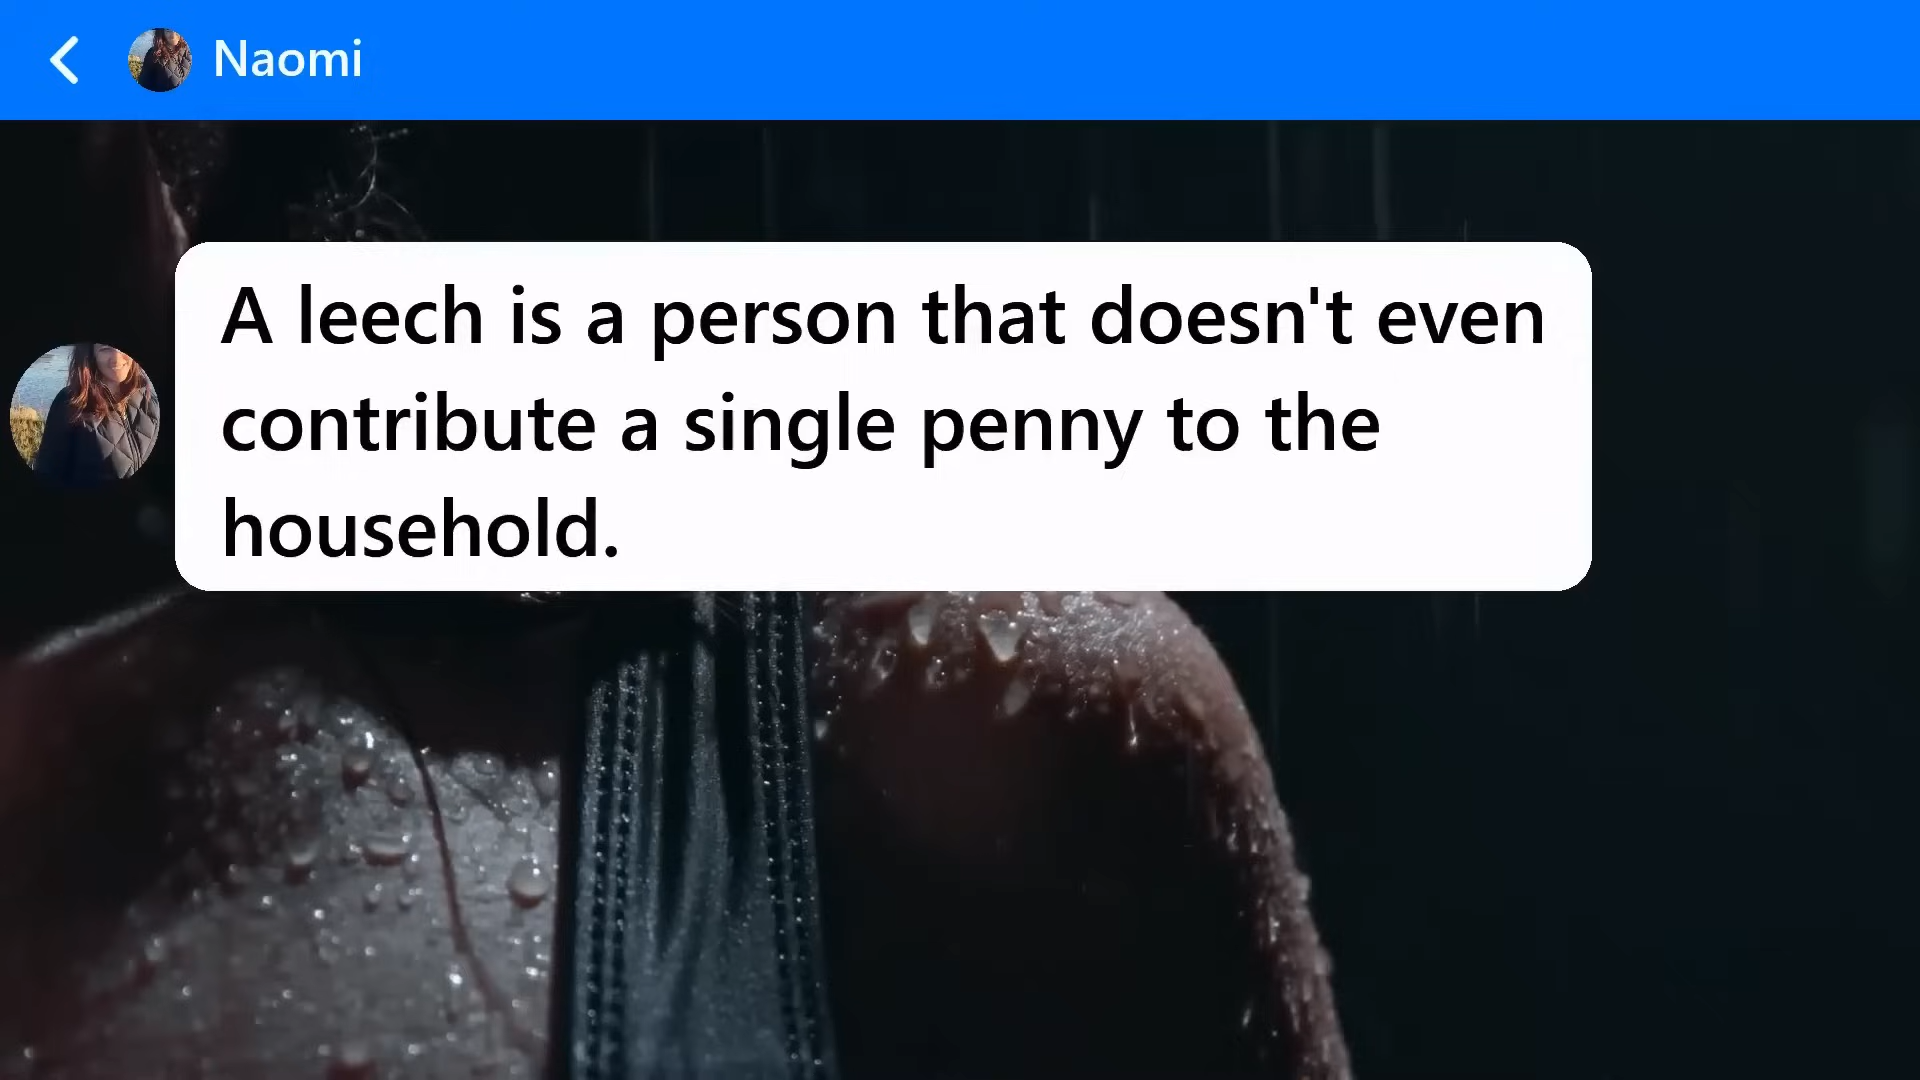 Naomi
A leech is a person that doesn't even
contribute a single penny to the
household.